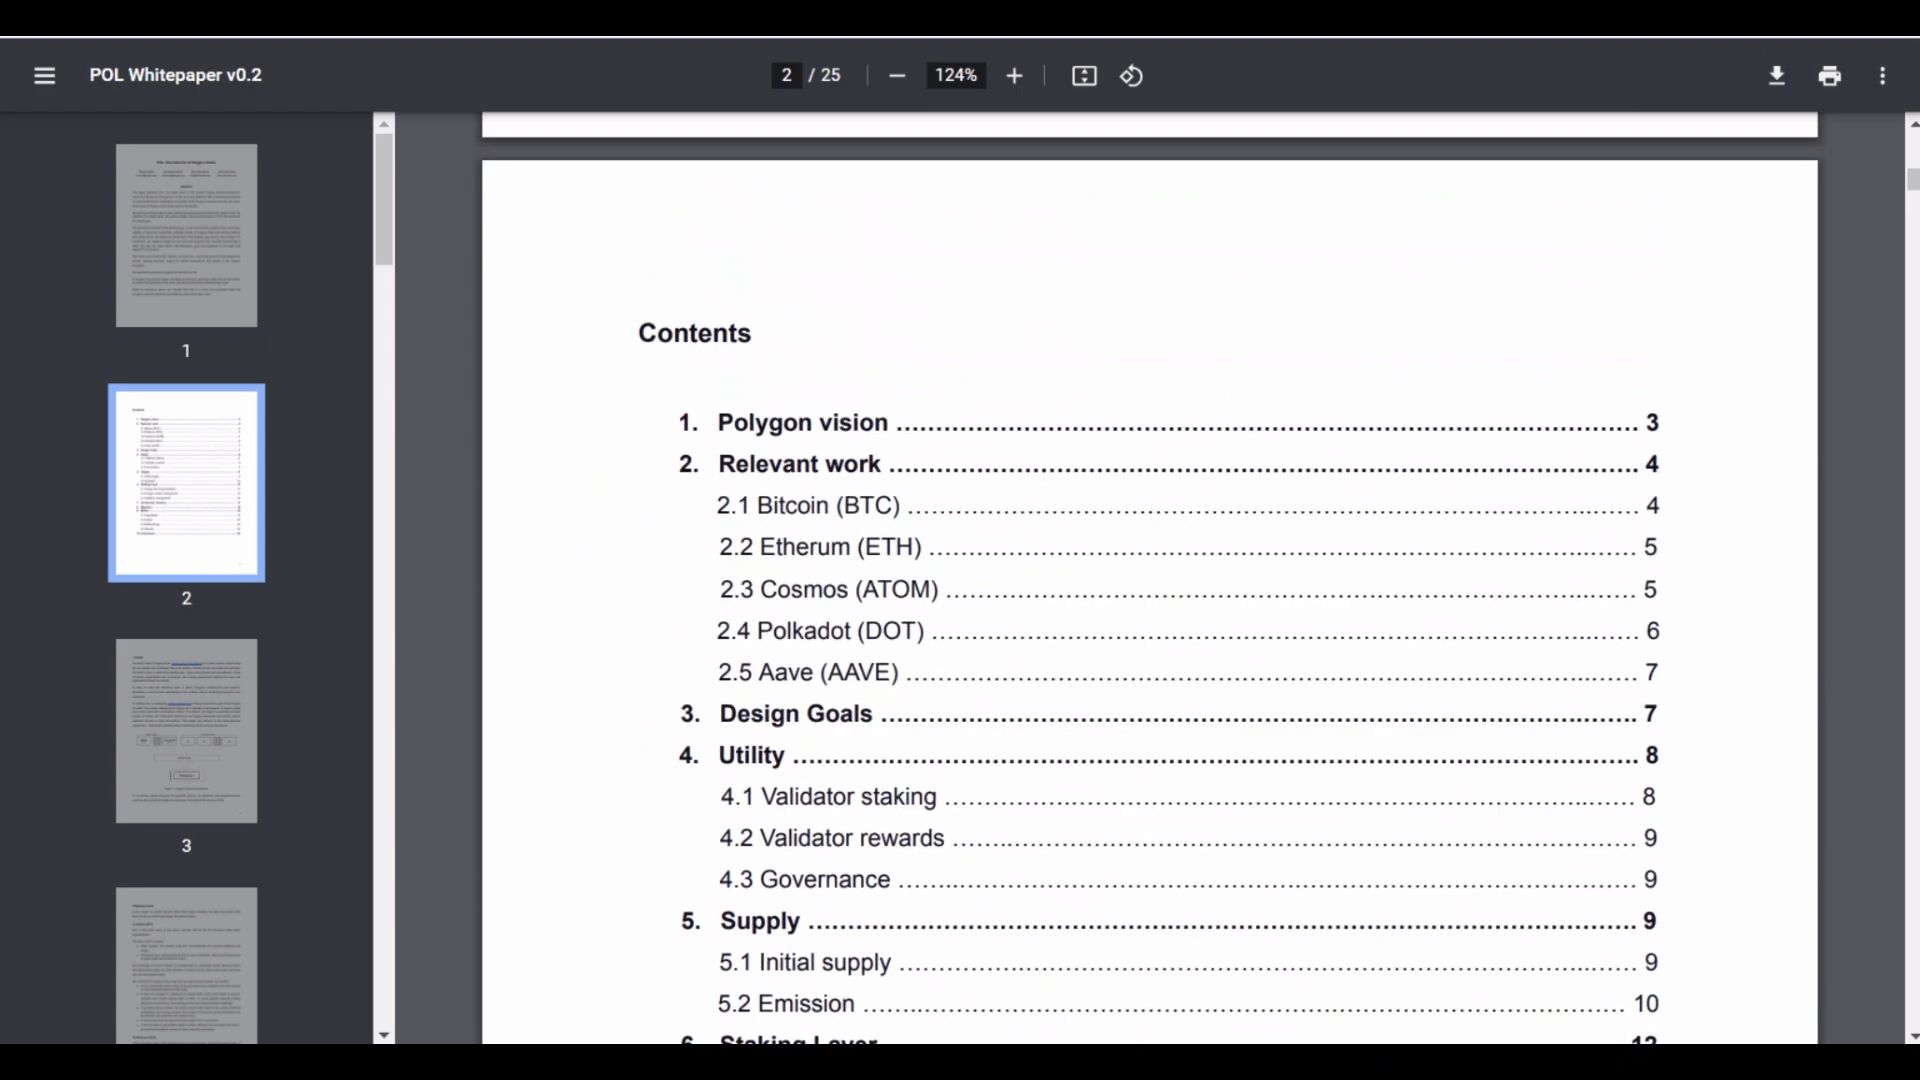 POL Whitepaper v0.2
2 / 25
124%
1
2
3
Contents
1. Polygon vision ........ 3
2. Relevant work ........ 4
2.1 Bitcoin (BTC) ........ 4
2.2 Etherum (ETH) ........ 5
2.3 Cosmos (ATOM) ........ 5
2.4 Polkadot (DOT) ........ 6
2.5 Aave (AAVE) ........ 7
3. Design Goals ........ 7
4. Utility ........ 8
4.1 Validator staking ........ 8
4.2 Validator rewards ........ 9
4.3 Governance ........ 9
5. Supply ........ 9
5.1 Initial supply ........ 9
5.2 Emission ........ 10
6. Staking Layer ........ 12